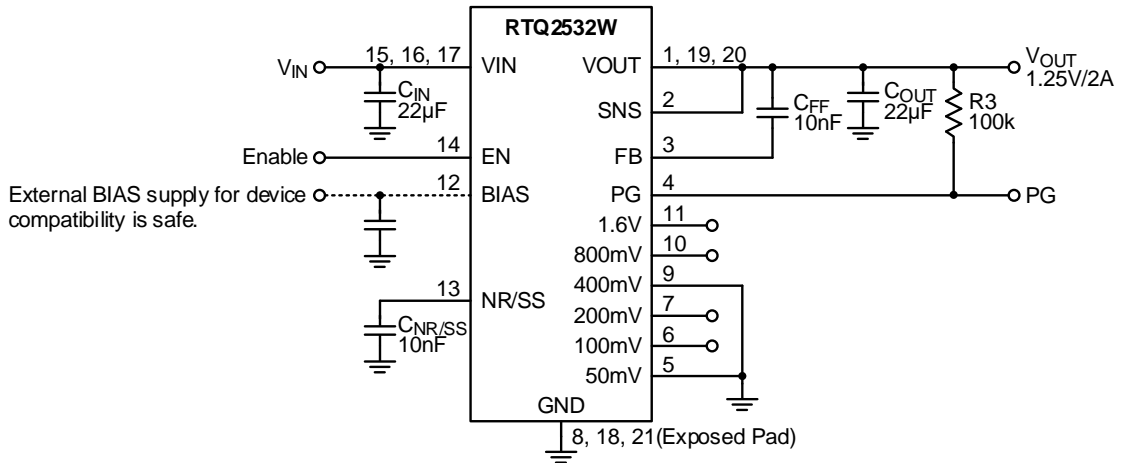 RTQ2532W
VIN
15, 16, 17
VIN
CIN
22µF
Enable
14
EN
External BIAS supply for device
compatibility is safe.
12
BIAS
13
NR/SS
CNR/SS
10nF
VOUT
1, 19, 20
SNS
2
FB
3
PG
4
1.6V
11
800mV
10
400mV
9
200mV
7
100mV
6
50mV
5
GND
8, 18, 21(Exposed Pad)
CFF
10nF
COUT
22µF
R3
100k
VOUT
1.25V/2A
PG